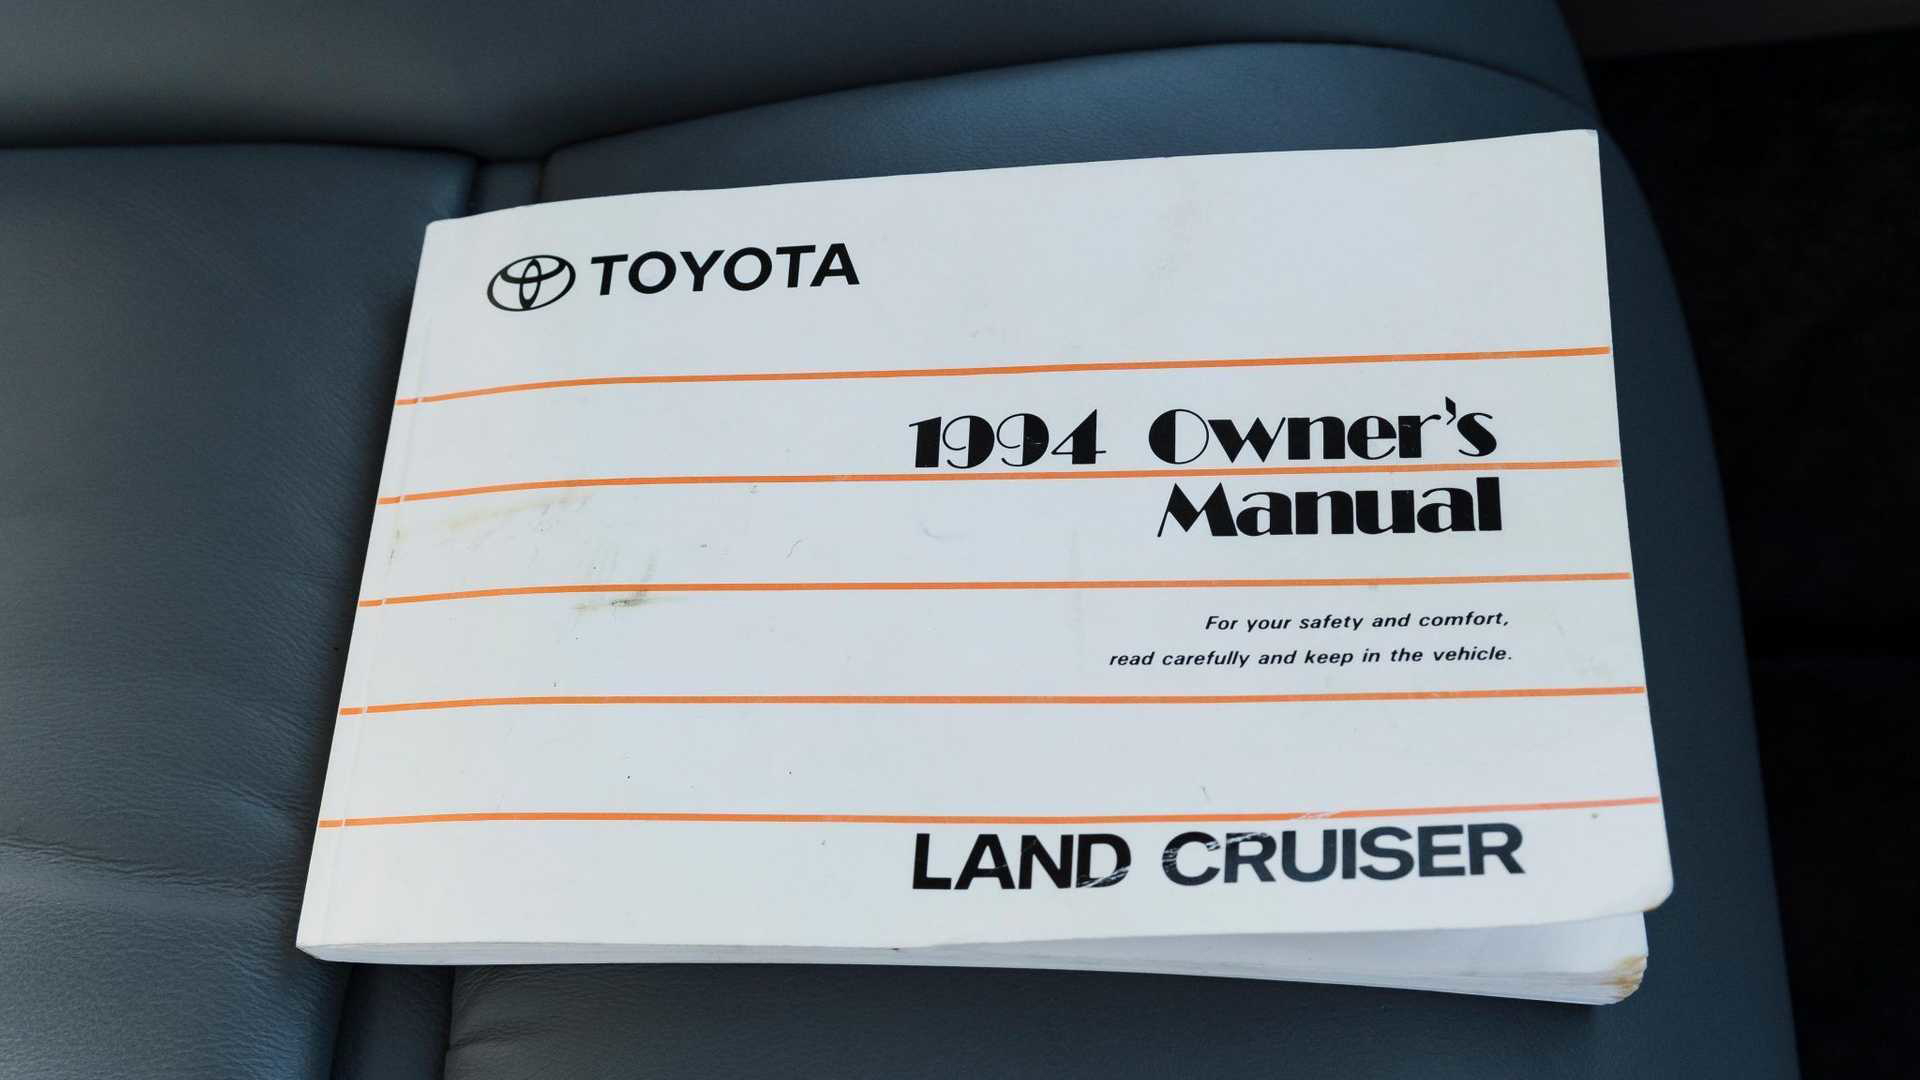 TOYOTA
1994 Owner's
Manual
For your safety and comfort,
read carefully and keep in the vehicle.
LAND CRUISER